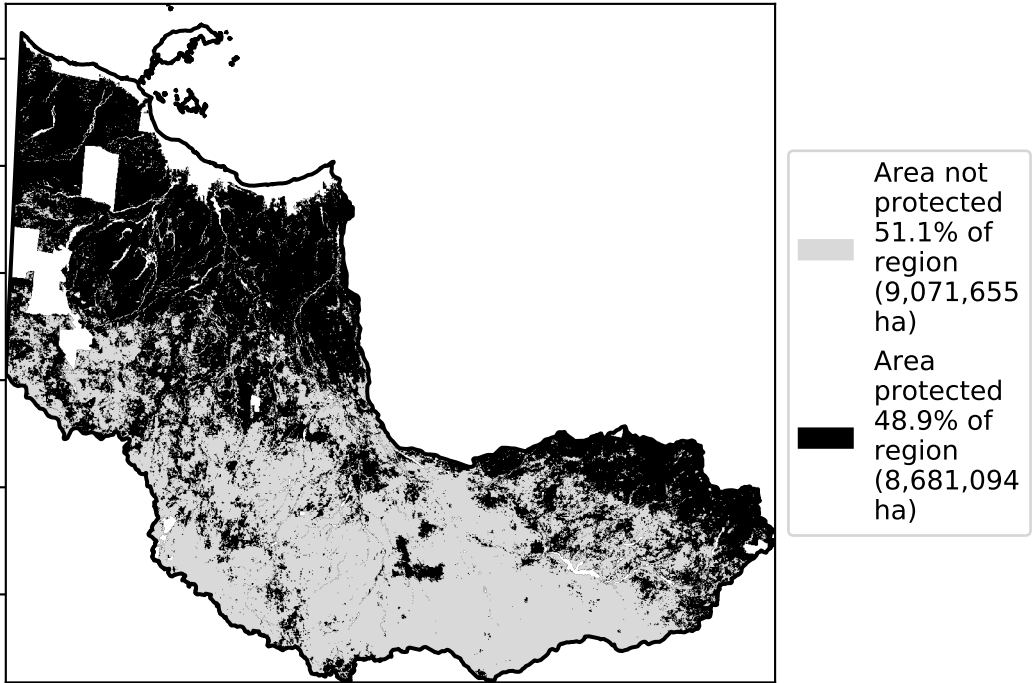 Area not
protected
51.1% of
region
(9,071,655
ha)
Area
protected
48.9% of
region
(8,681,094
ha)